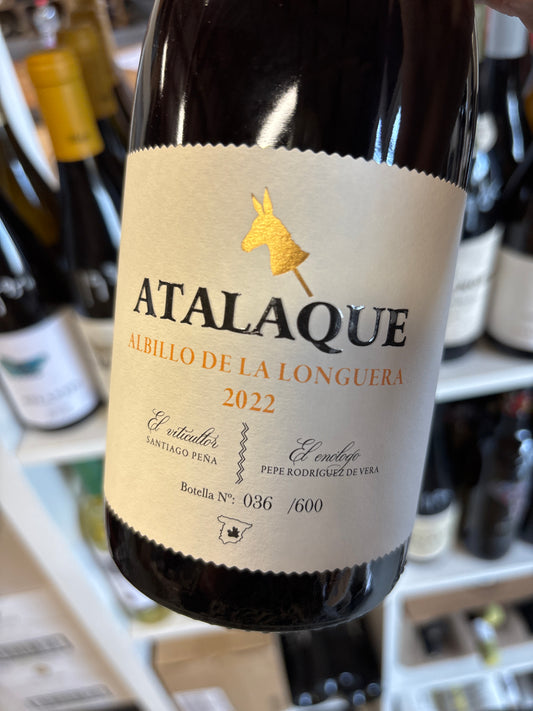 ATALAQUE
ALBILLO DE LA LONGUERA
2022
El viticultor
SANTIAGO PEÑA
El enólogo
PEPE RODRÍGUEZ DE VERA
Botella Nº: 036 /600